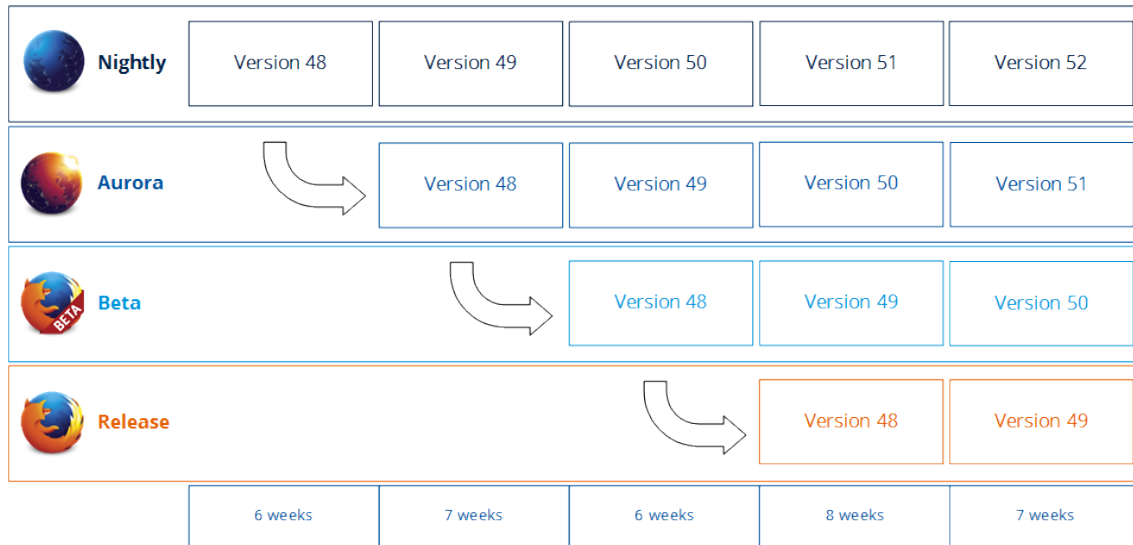 Nightly
Version 48
Version 49
Version 50
Version 51
Version 52
Aurora
Version 48
Version 49
Version 50
Version 51
BETA
Beta
Version 48
Version 49
Version 50
Release
Version 48
Version 49
6 weeks
7 weeks
6 weeks
8 weeks
7 weeks